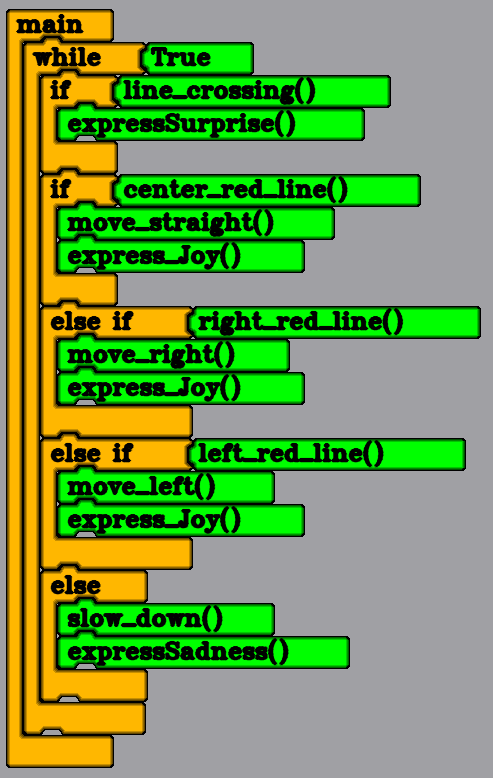 main
while True
if line_crossing()
expressSurprise()
if center_red_line()
move_straight()
express_Joy()
else if right_red_line()
move_right()
express_Joy()
else if left_red_line()
move_left()
express_Joy()
else
slow_down()
expressSadness()